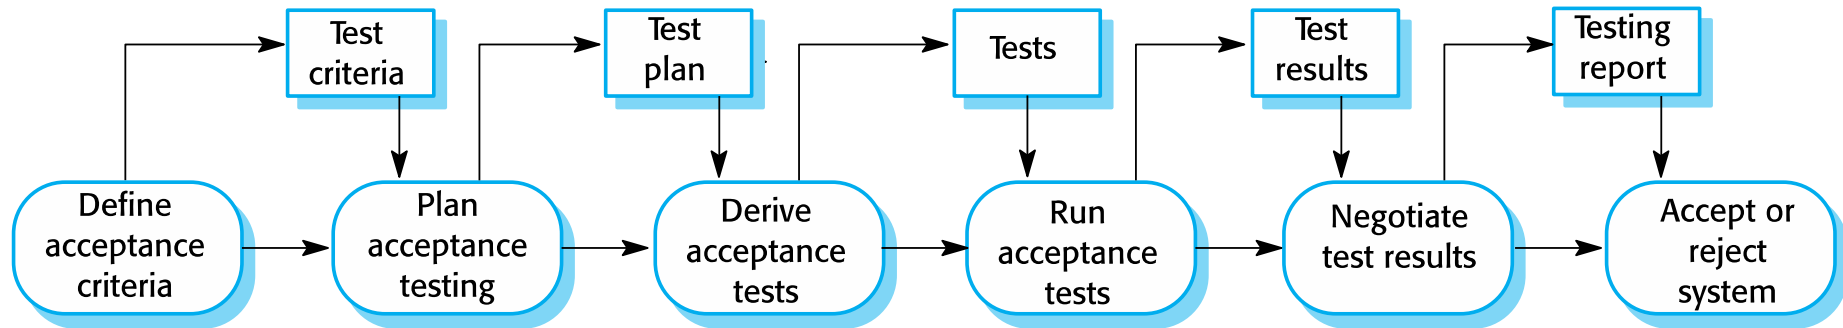 Test
criteria
Test
plan
Tests
Test
results
Testing
report
Define
acceptance
criteria
Plan
acceptance
testing
Derive
acceptance
tests
Run
acceptance
tests
Negotiate
test results
Accept or
reject
system